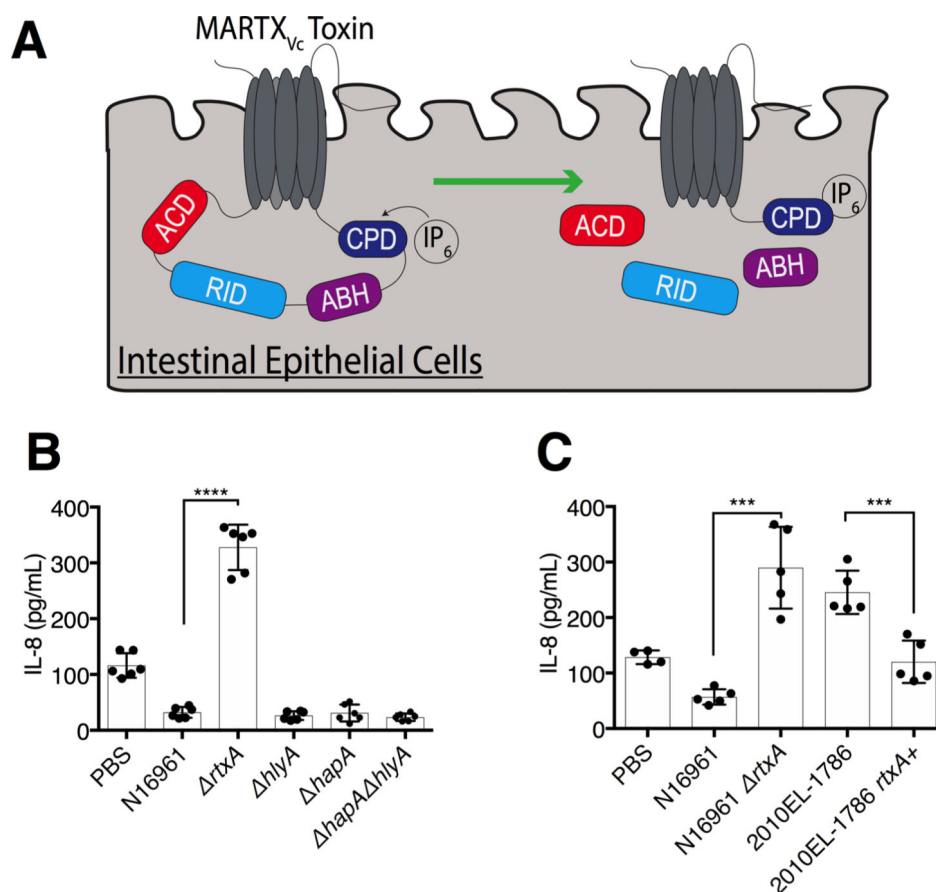 A
MARTXVc Toxin
ACD
RID
ABH
CPD
IP6
ACD
RID
ABH
CPD
IP6
Intestinal Epithelial Cells
B
IL-8 (pg/mL)
400
300
200
100
0
****
PBS
N16961
ΔrtxA
ΔhlyA
ΔhapA
ΔhapAΔhlyA
C
IL-8 (pg/mL)
400
300
200
100
0
***
***
PBS
N16961
N16961 ΔrtxA
2010EL-1786
2010EL-1786 rtxA+